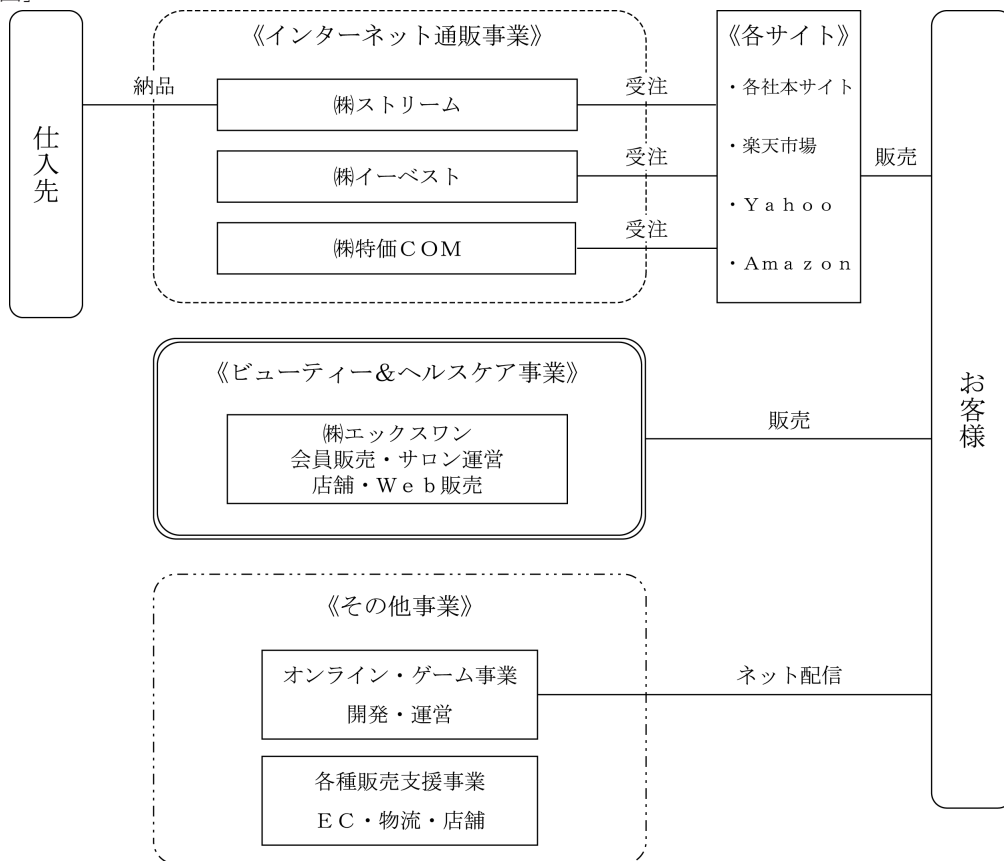 仕入先
納品
《インターネット通販事業》
㈱ストリーム
㈱イーベスト
㈱特価COM
受注
受注
受注
《各サイト》
・各社本サイト
・楽天市場
・Yahoo
・Amazon
販売
お客様
《ビューティー＆ヘルスケア事業》
㈱エックスワン
会員販売・サロン運営
店舗・Web販売
販売
《その他事業》
オンライン・ゲーム事業
開発・運営
ネット配信
各種販売支援事業
EC・物流・店舗